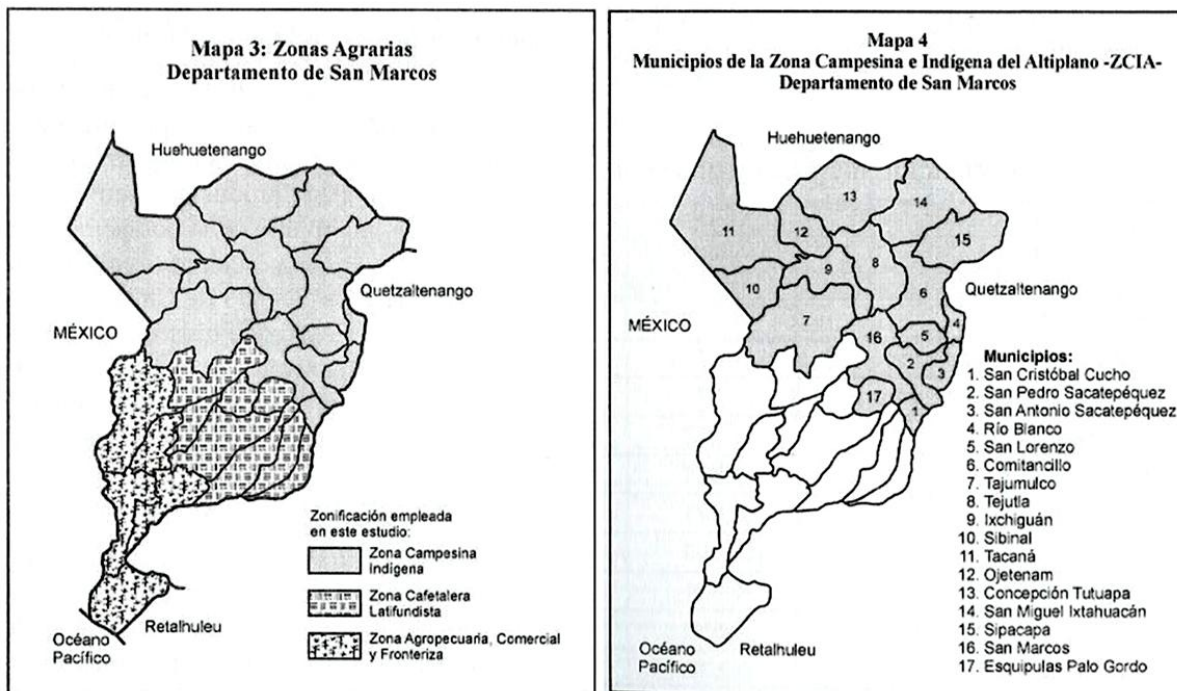 Mapa 3: Zonas Agrarias
Departamento de San Marcos
Huehuetenango
Quetzaltenango
MÉXICO
Zonificación empleada
en este estudio:
Zona Campesina
Indígena
Zona Cafetalera
Latifundista
Zona Agropecuaria, Comercial
y Fronteriza
Retalhuleu
Océano
Pacífico
Mapa 4
Municipios de la Zona Campesina e Indígena del Altiplano -ZCIA-
Departamento de San Marcos
Huehuetenango
13
14
11
12
15
9
8
10
6
Quetzaltenango
7
MÉXICO
16
5
4
2
3
17
1
Municipios:
1. San Cristóbal Cucho
2. San Pedro Sacatepéquez
3. San Antonio Sacatepéquez
4. Río Blanco
5. San Lorenzo
6. Comitancillo
7. Tajumulco
8. Tejutla
9. Ixchiguán
10. Sibinal
11. Tacaná
12. Ojetenam
13. Concepción Tutuapa
14. San Miguel Ixtahuacán
15. Sipacapa
16. San Marcos
17. Esquipulas Palo Gordo
Océano
Pacífico
Retalhuleu